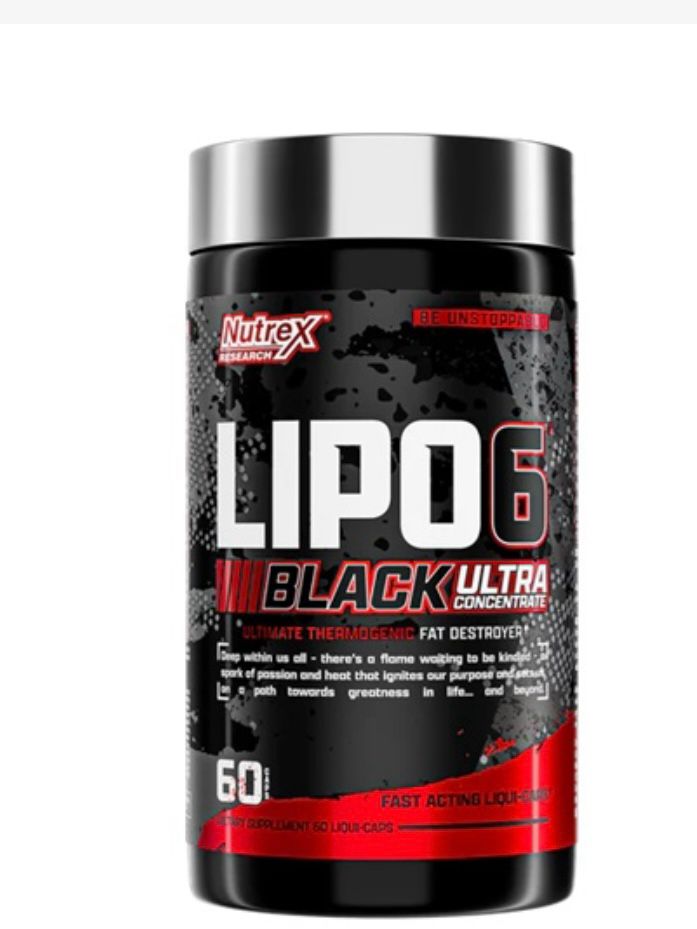 Nutrex
RESEARCH
BE UNSTOPPABLE
LIPO6
BLACK ULTRA
CONCENTRATE
ULTIMATE THERMOGENIC FAT DESTROYER
Deep within us all - there's a flame waiting to be kindled - a
spark of passion and heat that ignites our purpose and
on a path towards greatness in life... and beyond
60
FAST ACTING LIQUI-CAPS
DIETARY SUPPLEMENT 60 LIQUI-CAPS